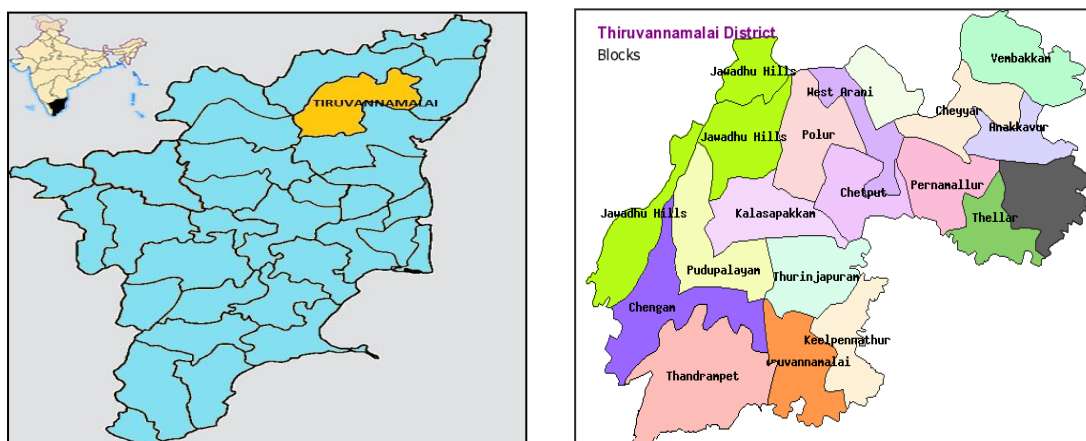 TIRUVANNAMALAI
Thiruvannamalai District
Blocks
Vembakkam
Jawadhu Hills
West Arani
Cheyyar
Anakkavur
Jawadhu Hills
Polur
Pernamallur
Chetput
Jawadhu Hills
Kalasapakkam
Thellar
Pudupalayam
Thurinjapuram
Chengam
Keelpennathur
uruvannamalai
Thandrampet